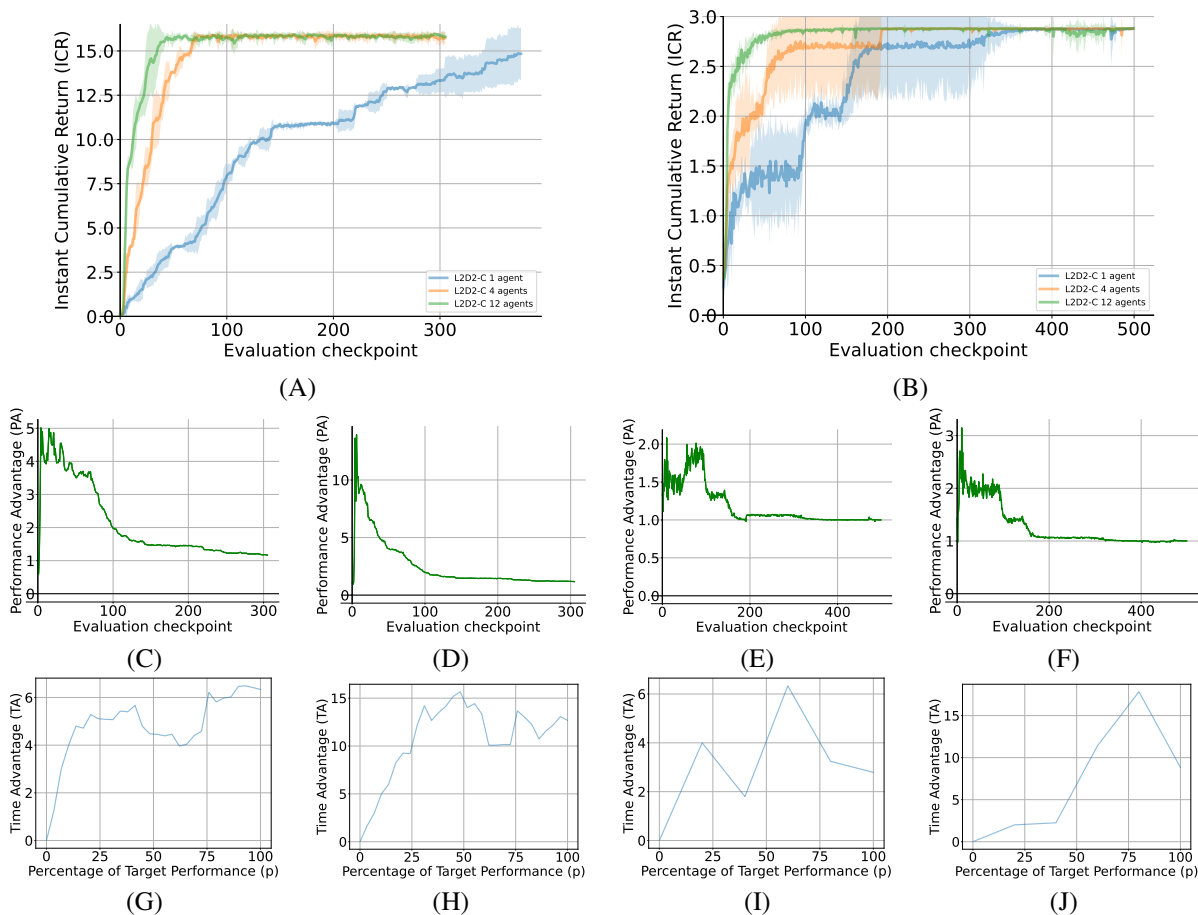 15.0
12.5
10.0
7.5
5.0
2.5
0.0
0
100
200
300
Instant Cumulative Return (ICR)
Evaluation checkpoint
L2D2-C 1 agent
L2D2-C 4 agents
L2D2-C 12 agents
(A)
3.0
2.5
2.0
1.5
1.0
0.5
0.0
0
100
200
300
400
500
Instant Cumulative Return (ICR)
Evaluation checkpoint
L2D2-C 1 agent
L2D2-C 4 agents
L2D2-C 12 agents
(B)
5
4
3
2
1
0
0
100
200
300
Performance Advantage (PA)
Evaluation checkpoint
(C)
10
5
0
0
100
200
300
Performance Advantage (PA)
Evaluation checkpoint
(D)
2.0
1.5
1.0
0.5
0.0
0
200
400
Performance Advantage (PA)
Evaluation checkpoint
(E)
3
2
1
0
0
200
400
Performance Advantage (PA)
Evaluation checkpoint
(F)
6
4
2
0
0
25
50
75
100
Time Advantage (TA)
Percentage of Target Performance (p)
(G)
15
10
5
0
0
25
50
75
100
Time Advantage (TA)
Percentage of Target Performance (p)
(H)
6
4
2
0
0
25
50
75
100
Time Advantage (TA)
Percentage of Target Performance (p)
(I)
15
10
5
0
0
25
50
75
100
Time Advantage (TA)
Percentage of Target Performance (p)
(J)